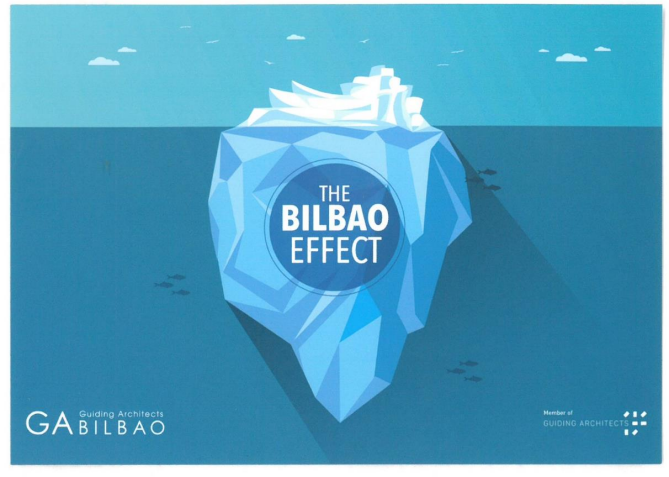 THE
BILBAO
EFFECT
GA Guiding Architects
BILBAO
Member of
GUIDING ARCHITECTS